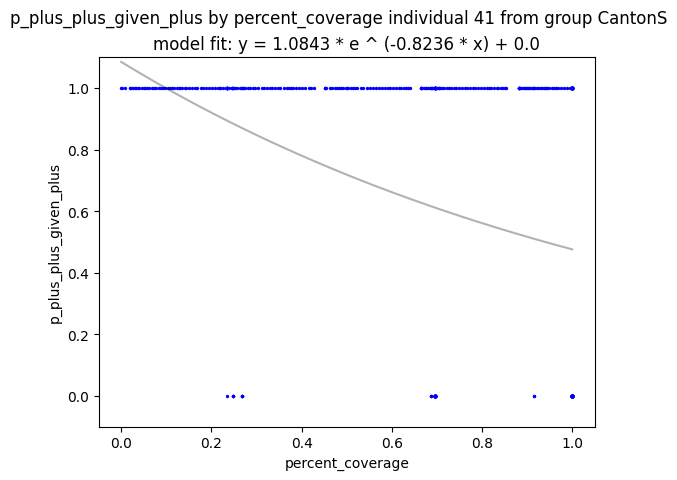 p_plus_plus_given_plus by percent_coverage individual 41 from group CantonS
model fit: y = 1.0843 * e ^ (-0.8236 * x) + 0.0
1.0
0.8
0.6
0.4
0.2
0.0
p_plus_plus_given_plus
0.0 0.2 0.4 0.6 0.8 1.0
percent_coverage